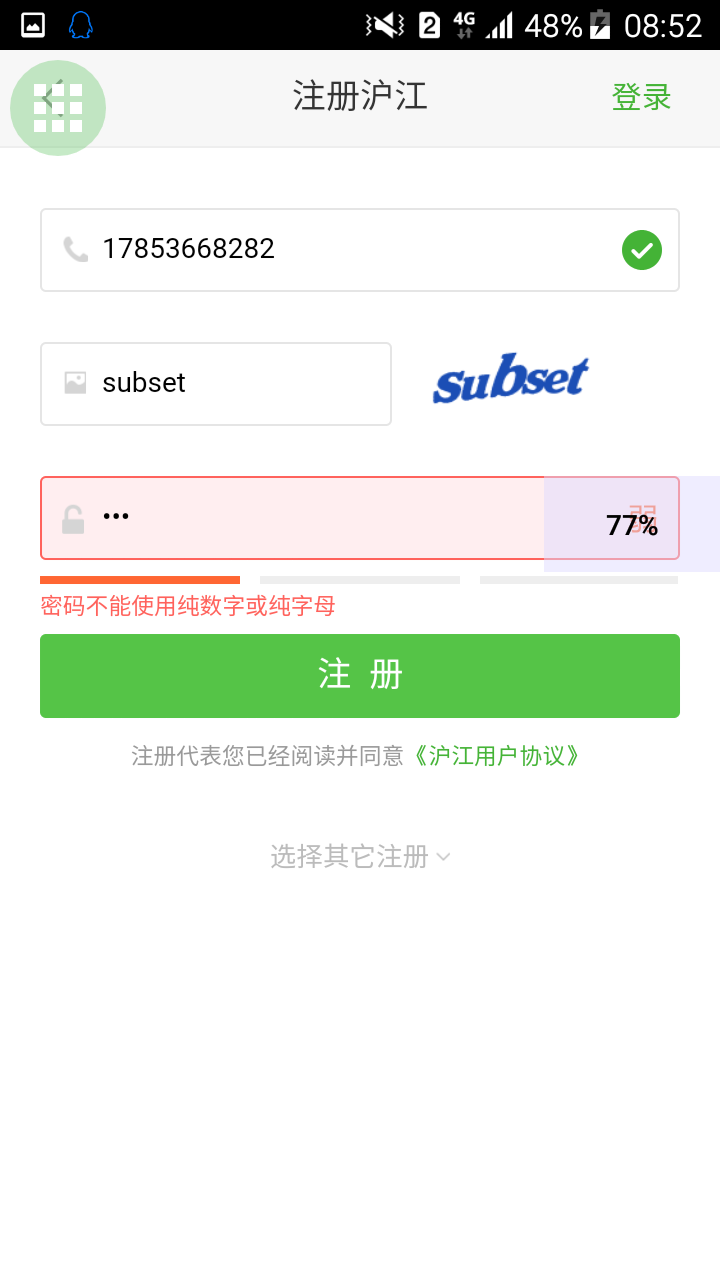 2 4G 48% 08:52
注册沪江 登录
17853668282
subset subset
••• 弱 77%
密码不能使用纯数字或纯字母
注 册
注册代表您已经阅读并同意《沪江用户协议》
选择其它注册